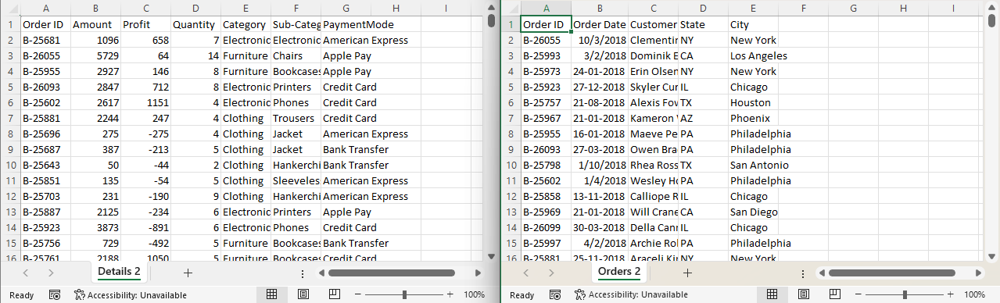 A B C D E F G H I
1 Order ID Amount Profit Quantity Category Sub-Categ PaymentMode
2 B-25681 1096 658 7 Electronic Electronic American Express
3 B-26055 5729 64 14 Furniture Chairs Apple Pay
4 B-25955 2927 146 8 Furniture Bookcases Apple Pay
5 B-26093 2847 712 8 Electronic Printers Credit Card
6 B-25602 2617 1151 4 Electronic Phones Credit Card
7 B-25881 2244 247 4 Clothing Trousers Credit Card
8 B-25696 275 -275 4 Clothing Jacket American Express
9 B-25687 387 -213 5 Clothing Jacket Bank Transfer
10 B-25643 50 -44 2 Clothing Hankerchi Bank Transfer
11 B-25851 135 -54 5 Clothing Sleeveles American Express
12 B-25703 231 -190 9 Clothing Hankerchi American Express
13 B-25887 2125 -234 6 Electronic Printers Apple Pay
14 B-25923 3873 -891 6 Electronic Phones Credit Card
15 B-25756 729 -492 5 Furniture Bookcases Bank Transfer
16 B-25761 2188 1050 5 Furniture Bookcases Credit Card
Details 2
Ready Accessibility: Unavailable 100%
A B C D E F G H I
1 Order ID Order Date Customer State City
2 B-26055 10/3/2018 Clementin NY New York
3 B-25993 3/2/2018 Dominik E CA Los Angeles
4 B-25973 24-01-2018 Erin Olsen NY New York
5 B-25923 27-12-2018 Skyler Cur IL Chicago
6 B-25757 21-08-2018 Alexis Fov TX Houston
7 B-25967 21-01-2018 Kameron AZ Phoenix
8 B-25955 16-01-2018 Maeve Pe PA Philadelphia
9 B-26093 27-03-2018 Owen Bra PA Philadelphia
10 B-25798 1/10/2018 Rhea Ross TX San Antonio
11 B-25602 1/4/2018 Wesley Ho PA Philadelphia
12 B-25858 13-11-2018 Calliope R IL Chicago
13 B-25969 21-01-2018 Will Crane CA San Diego
14 B-26099 30-03-2018 Della Cann IL Chicago
15 B-25997 4/2/2018 Archie Rol PA Philadelphia
16 B-25881 25-11-2018 Araceli Kin NY New York
Orders 2
Ready Accessibility: Unavailable 100%